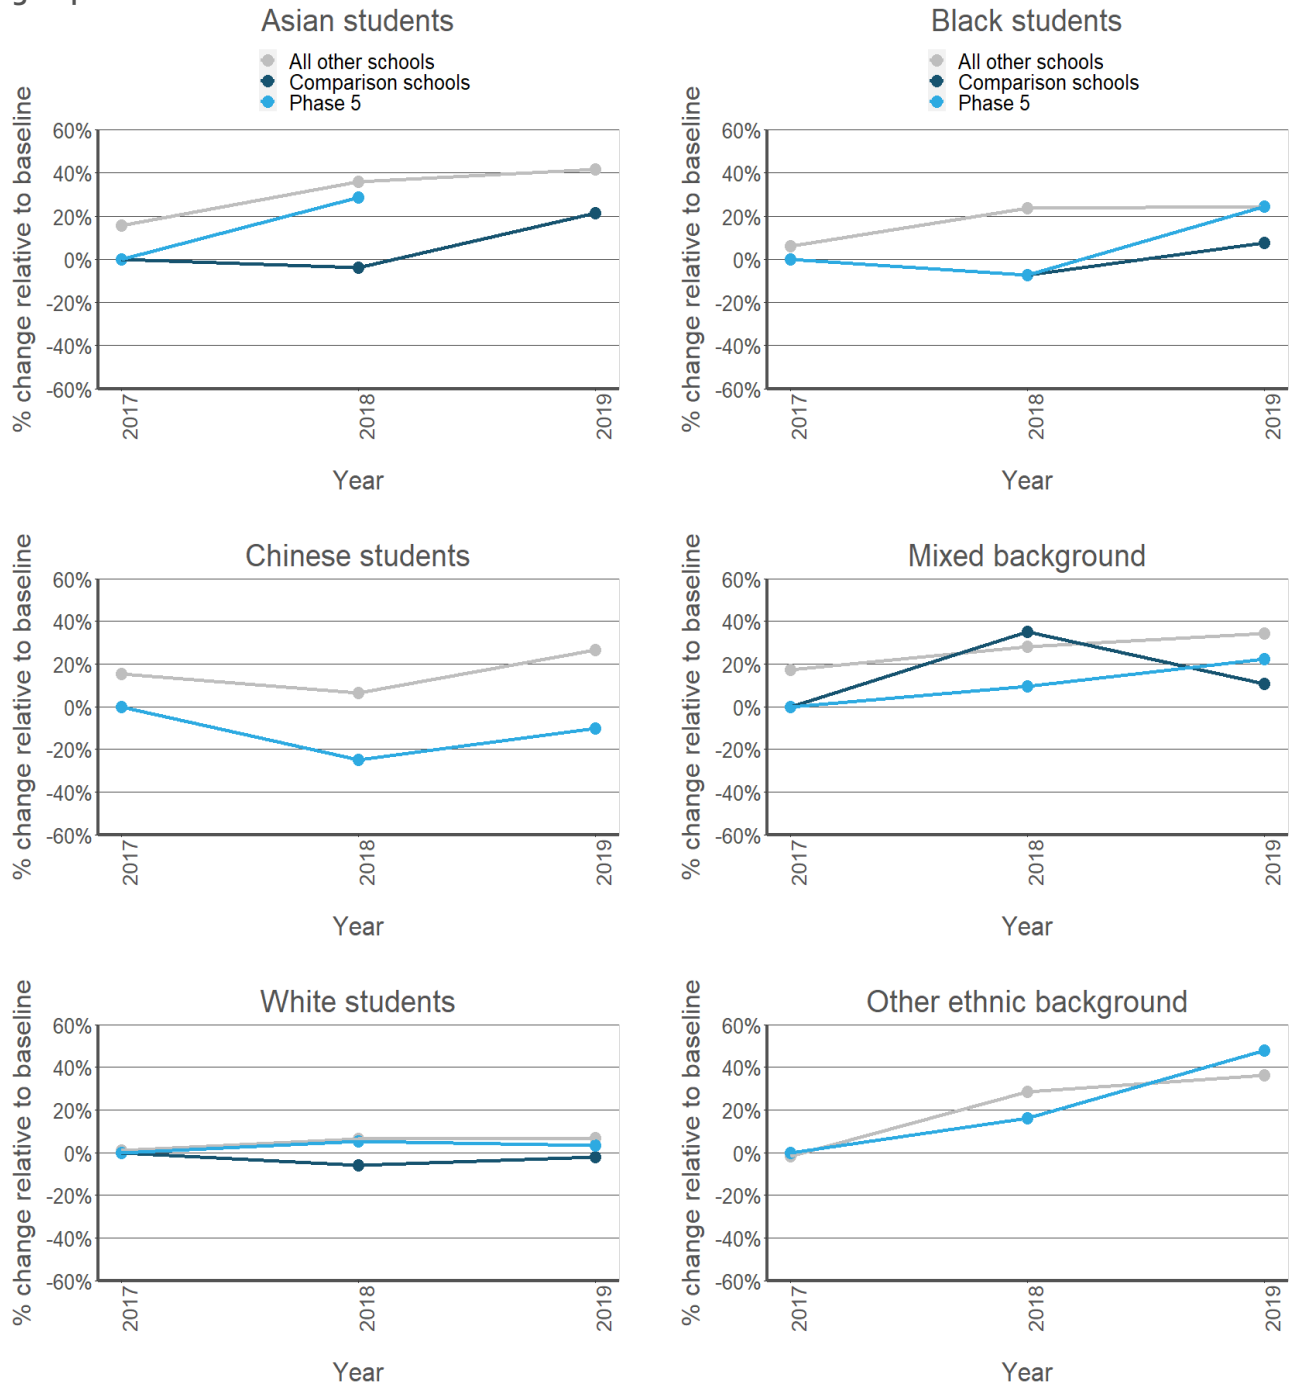 Asian students
All other schools
Comparison schools
Phase 5
% change relative to baseline
60%
40%
20%
0%
-20%
-40%
-60%
2017
2018
2019
Year
Black students
All other schools
Comparison schools
Phase 5
% change relative to baseline
60%
40%
20%
0%
-20%
-40%
-60%
2017
2018
2019
Year
Chinese students
% change relative to baseline
60%
40%
20%
0%
-20%
-40%
-60%
2017
2018
2019
Year
Mixed background
% change relative to baseline
60%
40%
20%
0%
-20%
-40%
-60%
2017
2018
2019
Year
White students
% change relative to baseline
60%
40%
20%
0%
-20%
-40%
-60%
2017
2018
2019
Year
Other ethnic background
% change relative to baseline
60%
40%
20%
0%
-20%
-40%
-60%
2017
2018
2019
Year